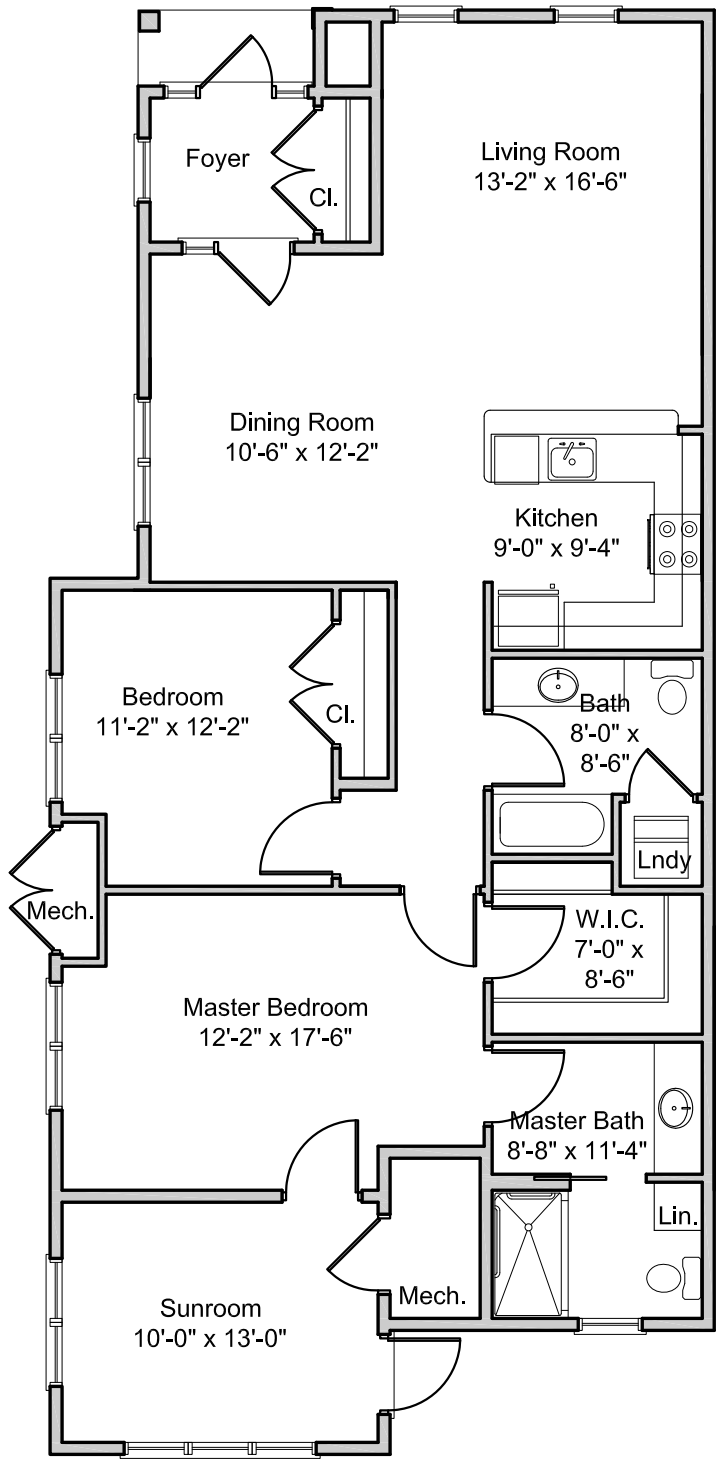 Foyer
Cl.
Living Room
13'-2" x 16'-6"
Dining Room
10'-6" x 12'-2"
Kitchen
9'-0" x 9'-4"
Bedroom
11'-2" x 12'-2"
Cl.
Bath
8'-0" x
8'-6"
Lndy
Mech.
W.I.C.
7'-0" x
8'-6"
Master Bedroom
12'-2" x 17'-6"
Master Bath
8'-8" x 11'-4"
Lin.
Mech.
Sunroom
10'-0" x 13'-0"